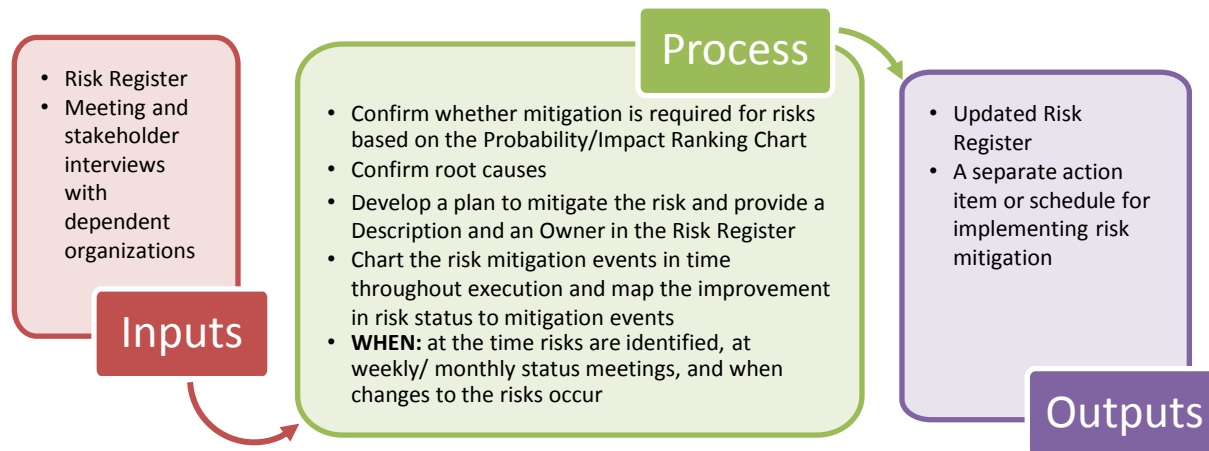 • Risk Register
• Meeting and
stakeholder
interviews
with
dependent
organizations
Inputs
Process
• Confirm whether mitigation is required for risks
based on the Probability/Impact Ranking Chart
• Confirm root causes
• Develop a plan to mitigate the risk and provide a
Description and an Owner in the Risk Register
• Chart the risk mitigation events in time
throughout execution and map the improvement
in risk status to mitigation events
• WHEN: at the time risks are identified, at
weekly/ monthly status meetings, and when
changes to the risks occur
• Updated Risk
Register
• A separate action
item or schedule for
implementing risk
mitigation
Outputs